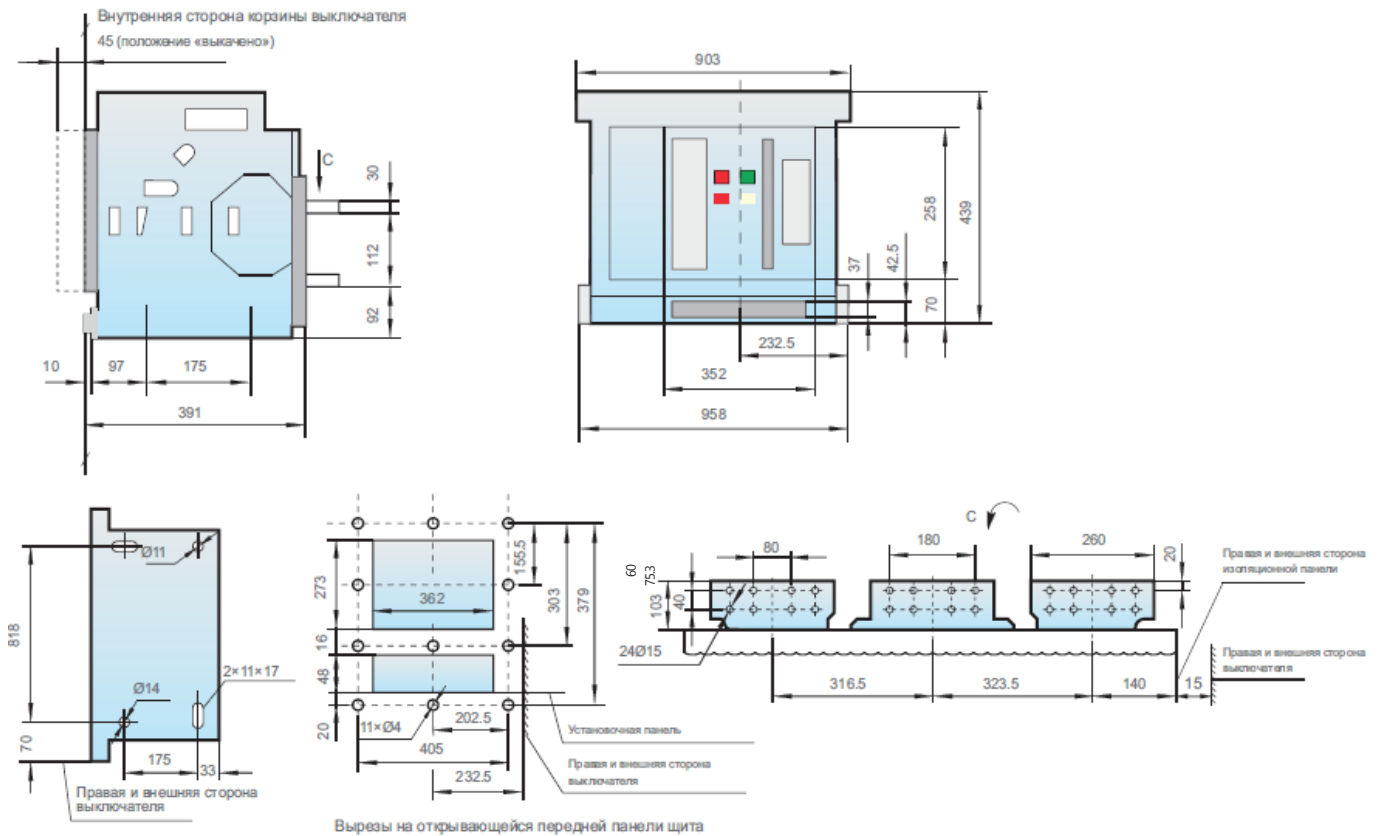 Внутренняя сторона корзины выключателя
45 (положение «выкачено»)
C
30
112
92
10
97
175
391
903
258
439
37
42.5
70
232.5
352
958
818
70
Ø11
Ø14
2×11×17
175
33
Правая и внешняя сторона
выключателя
273
16
48
20
362
155.5
303
379
11×Ø4
202.5
405
232.5
Установочная панель
Правая и внешняя сторона
выключателя
Вырезы на открывающейся передней панели щита
C
60
75.3
103
40
80
180
260
20
24Ø15
316.5
323.5
140
15
Правая и внешняя сторона
изоляционной панели
Правая и внешняя сторона
выключателя